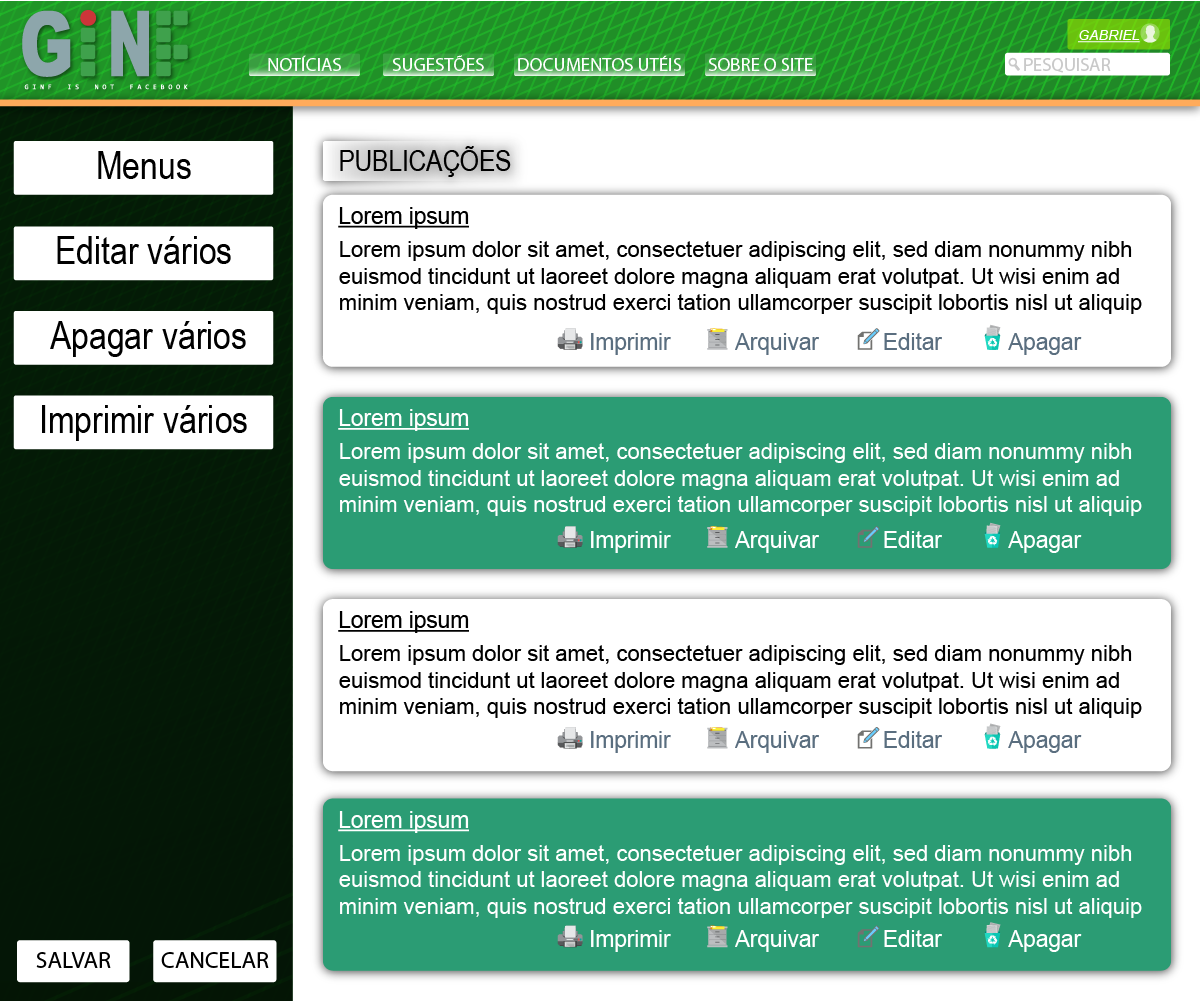 GiNF
GINF IS NOT FACEBOOK
NOTÍCIAS
SUGESTÕES
DOCUMENTOS UTÉIS
SOBRE O SITE
GABRIEL
PESQUISAR
Menus
Editar vários
Apagar vários
Imprimir vários
SALVAR
CANCELAR
PUBLICAÇÕES
Lorem ipsum
Lorem ipsum dolor sit amet, consectetuer adipiscing elit, sed diam nonummy nibh
euismod tincidunt ut laoreet dolore magna aliquam erat volutpat. Ut wisi enim ad
minim veniam, quis nostrud exerci tation ullamcorper suscipit lobortis nisl ut aliquip
Imprimir Arquivar Editar Apagar
Lorem ipsum
Lorem ipsum dolor sit amet, consectetuer adipiscing elit, sed diam nonummy nibh
euismod tincidunt ut laoreet dolore magna aliquam erat volutpat. Ut wisi enim ad
minim veniam, quis nostrud exerci tation ullamcorper suscipit lobortis nisl ut aliquip
Imprimir Arquivar Editar Apagar
Lorem ipsum
Lorem ipsum dolor sit amet, consectetuer adipiscing elit, sed diam nonummy nibh
euismod tincidunt ut laoreet dolore magna aliquam erat volutpat. Ut wisi enim ad
minim veniam, quis nostrud exerci tation ullamcorper suscipit lobortis nisl ut aliquip
Imprimir Arquivar Editar Apagar
Lorem ipsum
Lorem ipsum dolor sit amet, consectetuer adipiscing elit, sed diam nonummy nibh
euismod tincidunt ut laoreet dolore magna aliquam erat volutpat. Ut wisi enim ad
minim veniam, quis nostrud exerci tation ullamcorper suscipit lobortis nisl ut aliquip
Imprimir Arquivar Editar Apagar